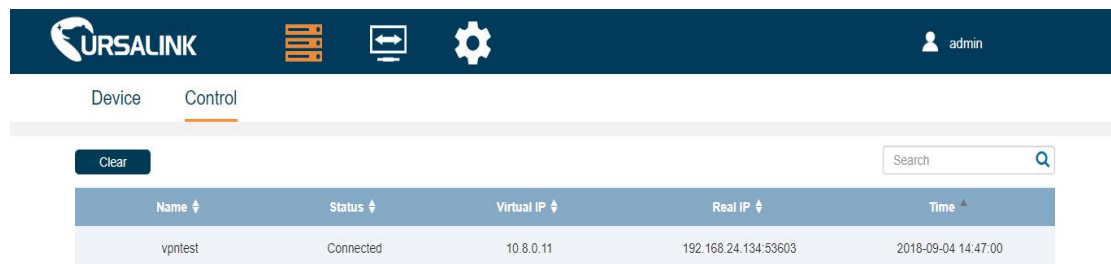 URSALINK admin
Device Control
Clear Search
Name Status Virtual IP Real IP Time
vpntest Connected 10.8.0.11 192.168.24.134:53603 2018-09-04 14:47:00